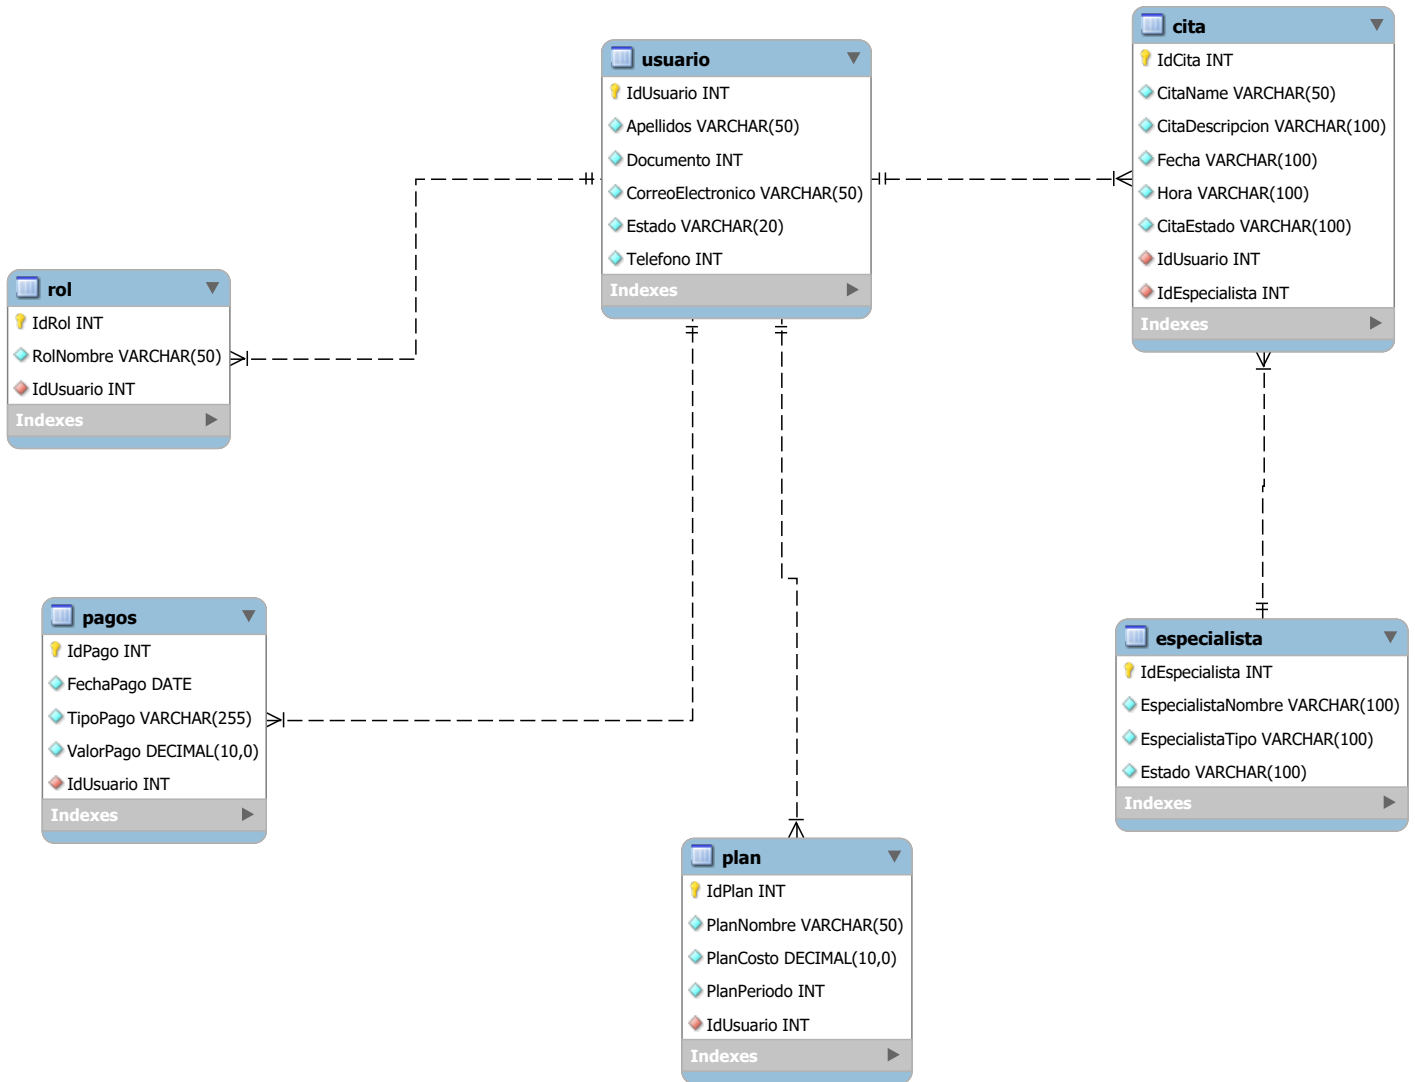 usuario
IdUsuario INT
Apellidos VARCHAR(50)
Documento INT
CorreoElectronico VARCHAR(50)
Estado VARCHAR(20)
Telefono INT
Indexes
cita
IdCita INT
CitaName VARCHAR(50)
CitaDescripcion VARCHAR(100)
Fecha VARCHAR(100)
Hora VARCHAR(100)
CitaEstado VARCHAR(100)
IdUsuario INT
IdEspecialista INT
Indexes
rol
IdRol INT
RolNombre VARCHAR(50)
IdUsuario INT
Indexes
pagos
IdPago INT
FechaPago DATE
TipoPago VARCHAR(255)
ValorPago DECIMAL(10,0)
IdUsuario INT
Indexes
especialista
IdEspecialista INT
EspecialistaNombre VARCHAR(100)
EspecialistaTipo VARCHAR(100)
Estado VARCHAR(100)
Indexes
plan
IdPlan INT
PlanNombre VARCHAR(50)
PlanCosto DECIMAL(10,0)
PlanPeriodo INT
IdUsuario INT
Indexes